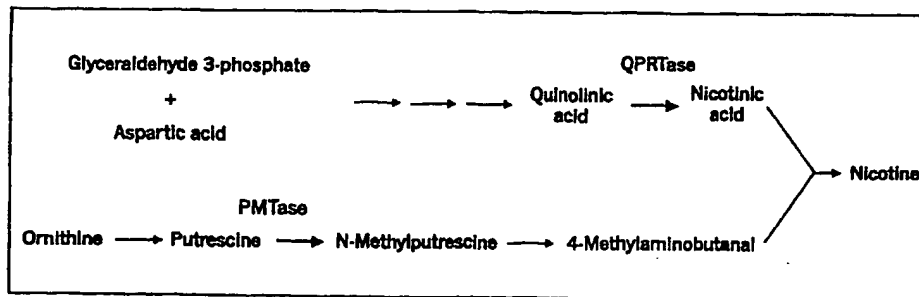 Glyceraldehyde 3-phosphate
+
Aspartic acid
QPRTase
Quinolinic acid
Nicotinic acid
Nicotine
PMTase
Ornithine
Putrescine
N-Methylputrescine
4-Methylaminobutanal